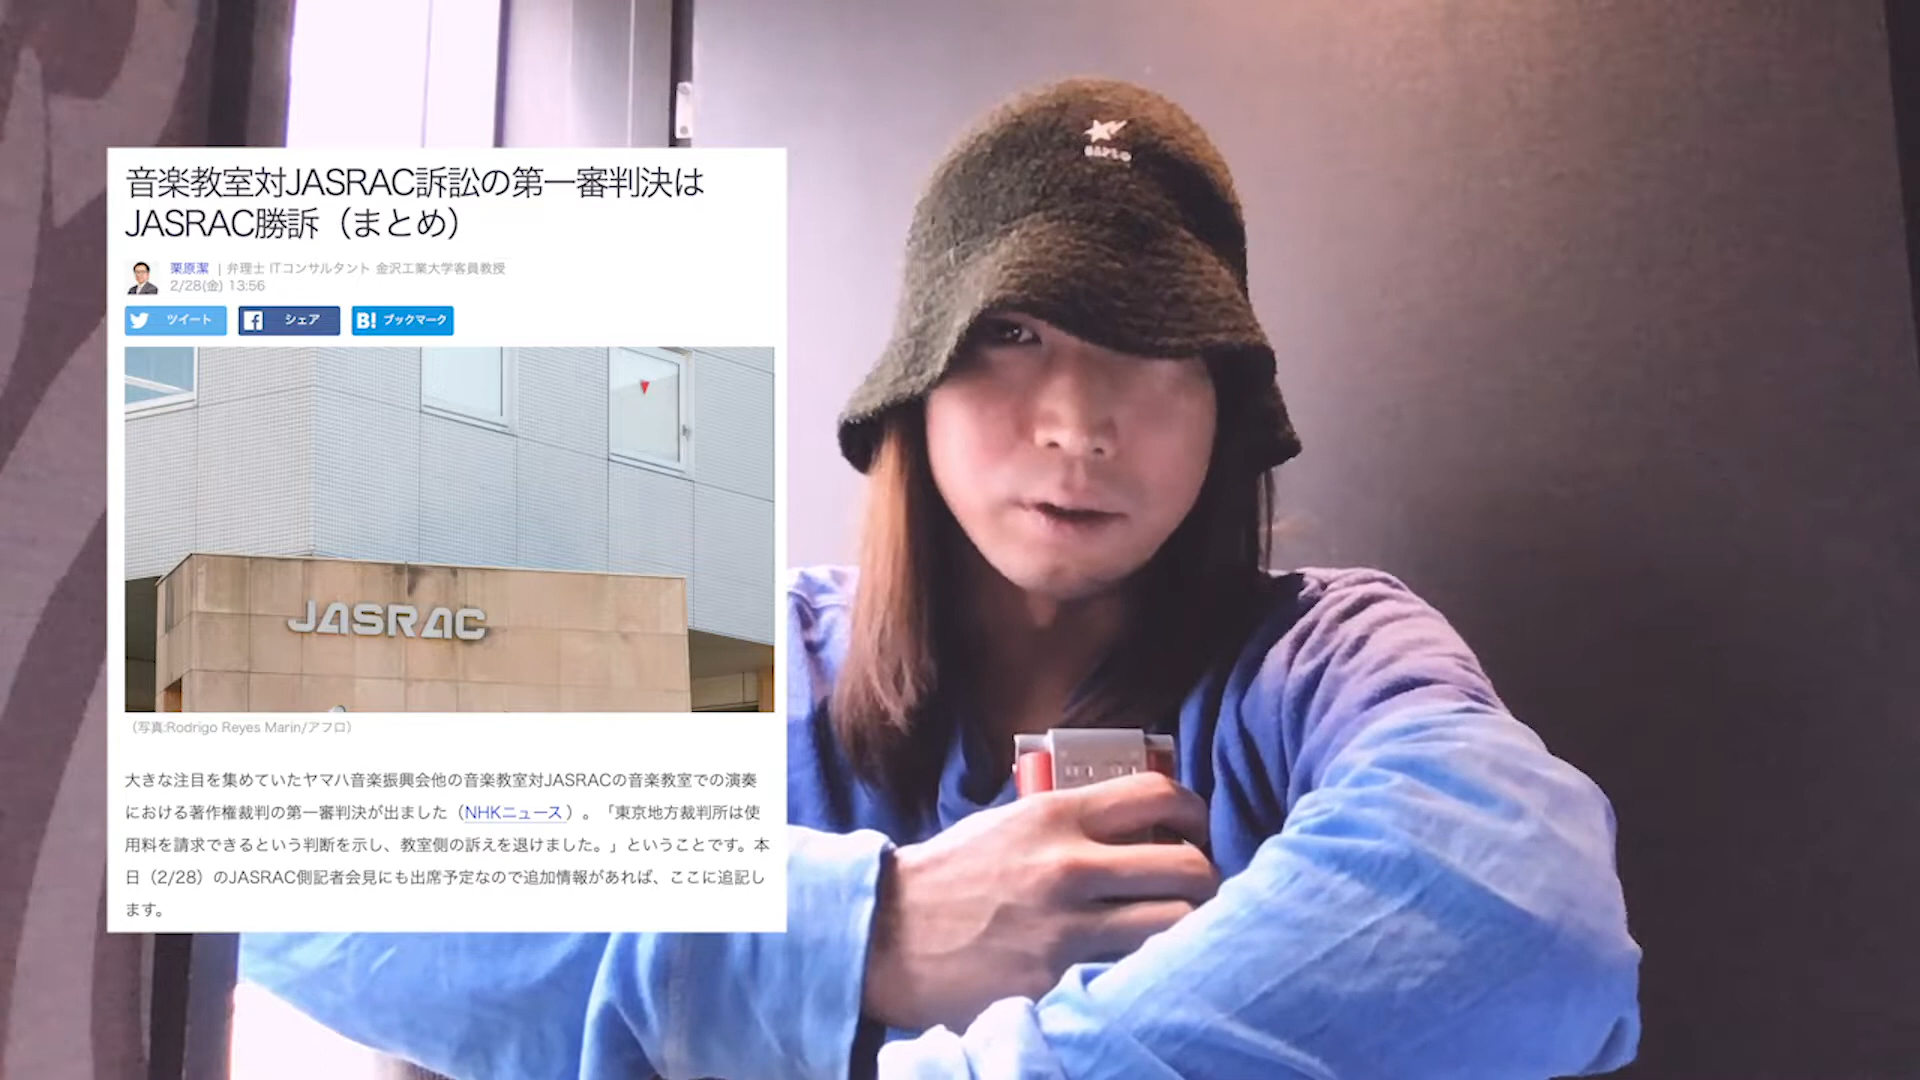 音楽教室対JASRAC訴訟の第一審判決は
JASRAC勝訴（まとめ）
栗原潔 | 弁理士 ITコンサルタント 金沢工業大学客員教授
2/28(金) 13:56
ツイート
シェア
B! ブックマーク
JASRAC
（写真:Rodrigo Reyes Marin/アフロ）
大きな注目を集めていたヤマハ音楽振興会他の音楽教室対JASRACの音楽教室での演奏
における著作権裁判の第一審判決が出ました（NHKニュース）。「東京地方裁判所は使
用料を請求できるという判断を示し、教室側の訴えを退けました。」ということです。本
日（2/28）のJASRAC側記者会見にも出席予定なので追加情報があれば、ここに追記し
ます。